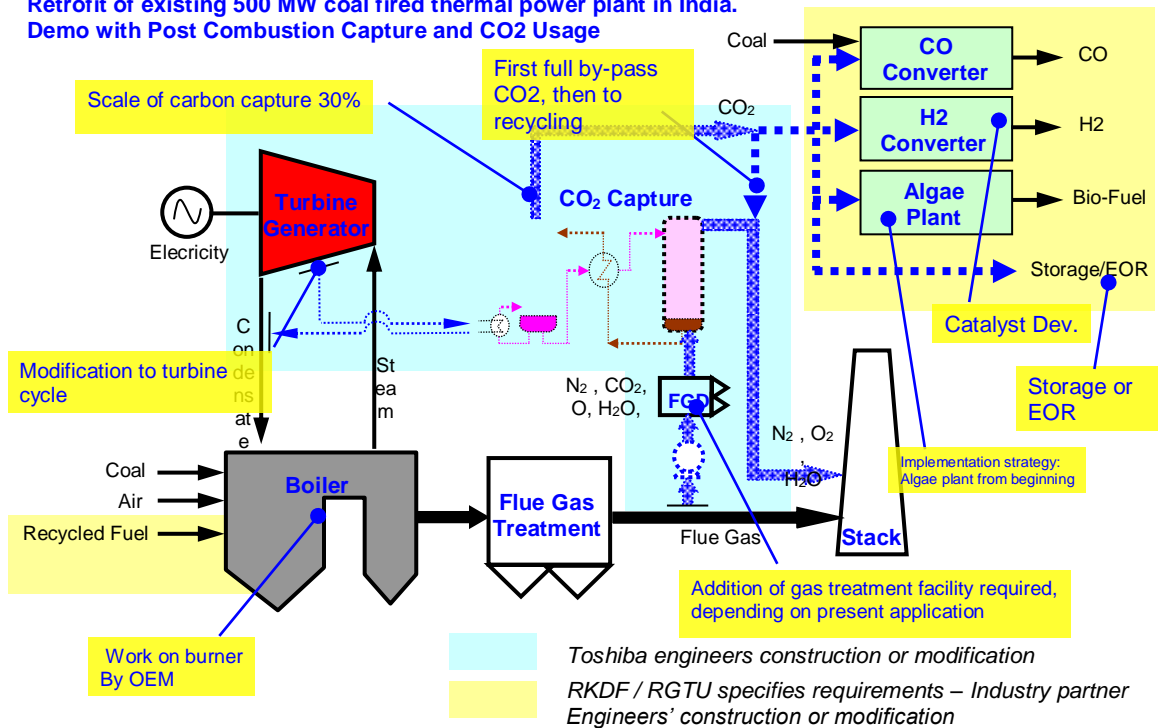 Retrofit of existing 500 MW coal fired thermal power plant in India.
Demo with Post Combustion Capture and CO2 Usage
Coal
CO
Converter
CO
Scale of carbon capture 30%
First full by-pass
CO2, then to
recycling
CO₂
H2
Converter
H2
Turbine
Generator
CO₂ Capture
Algae
Plant
Bio-Fuel
Elecricity
Storage/EOR
C
on
de
ns
at
e
St
ea
m
Modification to turbine
cycle
Catalyst Dev.
N₂ , CO₂,
O, H₂O,
FGD
Storage or
EOR
N₂ , O₂
,
H₂O
Implementation strategy:
Algae plant from beginning
Coal
Air
Recycled Fuel
Boiler
Flue Gas
Treatment
Flue Gas
Stack
Addition of gas treatment facility required,
depending on present application
Work on burner
By OEM
Toshiba engineers construction or modification
RKDF / RGTU specifies requirements – Industry partner
Engineers' construction or modification